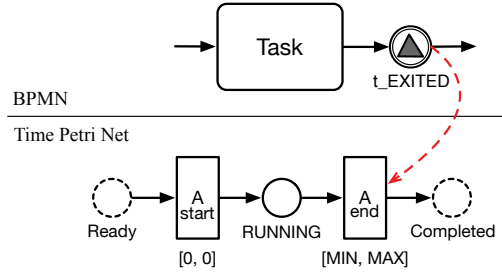 Task
t_EXITED
BPMN
Time Petri Net
A
start
A
end
Ready
RUNNING
Completed
[0, 0]
[MIN, MAX]